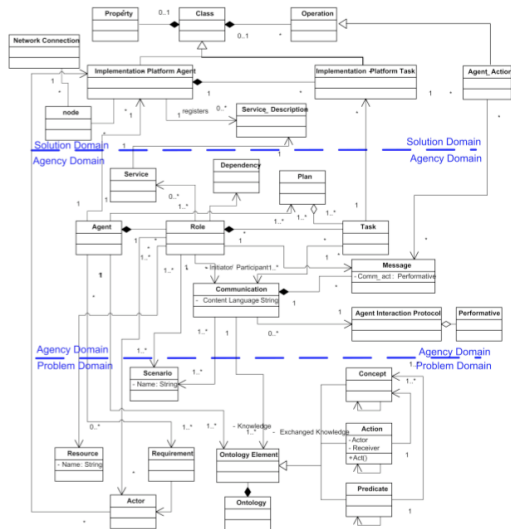 Property
0..1
Class
0..1
Operation
Network Connection
Implementation Platform Agent
Implementation Platform Task
Agent_Action
node
registers
0..*
Service_Description
Solution Domain
Agency Domain
Solution Domain
Agency Domain
Service
Dependency
Plan
0..*
1..*
1..*
Agent
Role
Task
Initiator
Participant
1..*
Message
- Comm_act : Performative
Communication
- Content Language String
Agent Interaction Protocol
Performative
0..*
Agency Domain
Problem Domain
Agency Domain
Problem Domain
Scenario
- Name: String
Concept
1..*
- Knowledge
- Exchanged Knowledge
Action
- Actor
- Receiver
+Act()
Resource
- Name: String
Requirement
Ontology Element
Predicate
Actor
Ontology